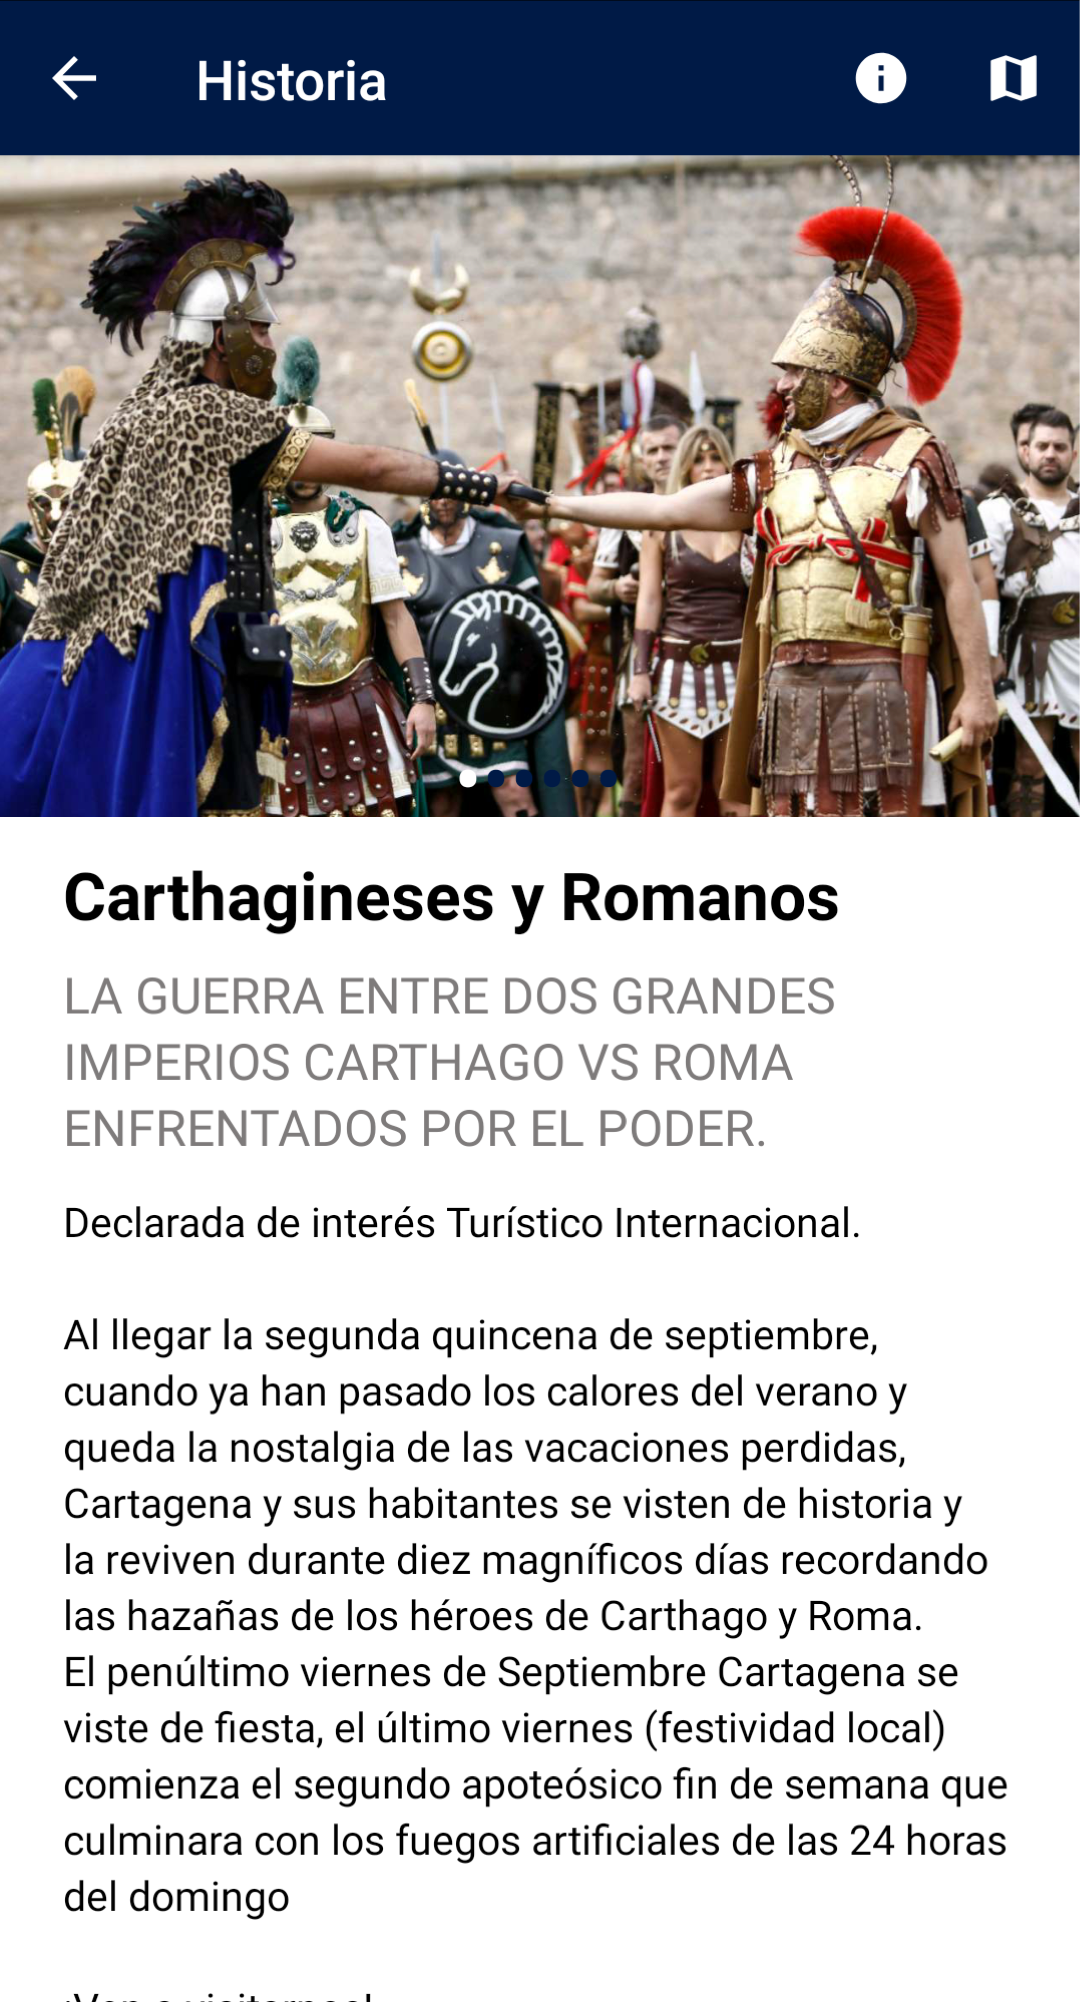 Historia
Carthagineses y Romanos
LA GUERRA ENTRE DOS GRANDES
IMPERIOS CARTHAGO VS ROMA
ENFRENTADOS POR EL PODER.
Declarada de interés Turístico Internacional.
Al llegar la segunda quincena de septiembre,
cuando ya han pasado los calores del verano y
queda la nostalgia de las vacaciones perdidas,
Cartagena y sus habitantes se visten de historia y
la reviven durante diez magníficos días recordando
las hazañas de los héroes de Carthago y Roma.
El penúltimo viernes de Septiembre Cartagena se
viste de fiesta, el último viernes (festividad local)
comienza el segundo apoteósico fin de semana que
culminara con los fuegos artificiales de las 24 horas
del domingo